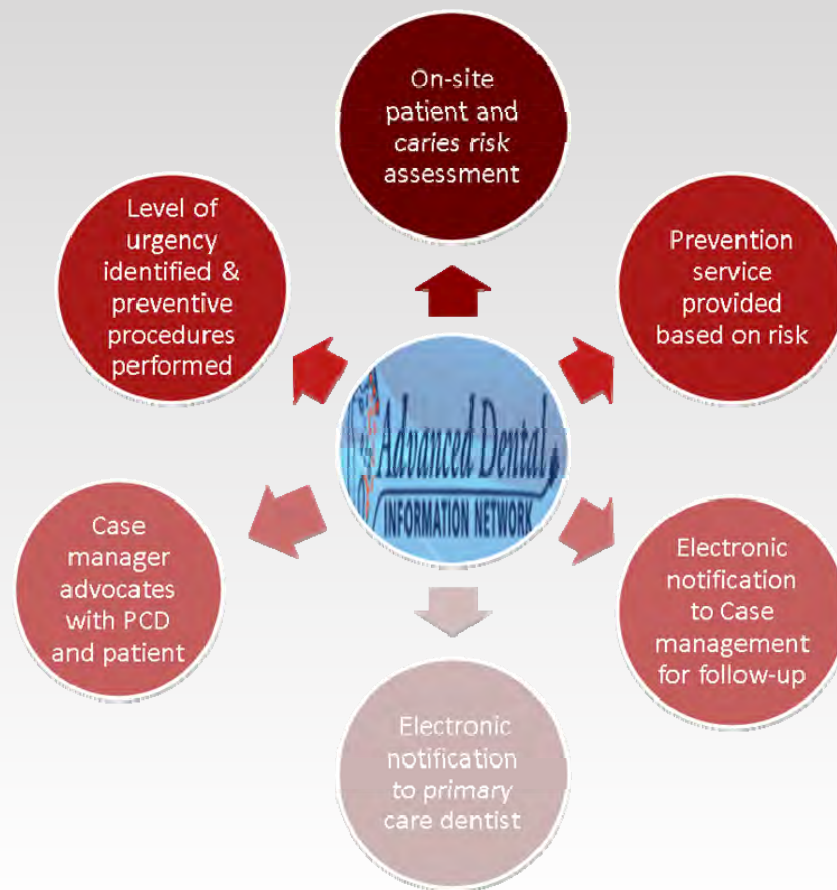 On-site
patient and
caries risk
assessment
Prevention
service
provided
based on risk
Electronic
notification
to Case
management
for follow-up
Electronic
notification
to primary
care dentist
Case
manager
advocates
with PCD
and patient
Level of
urgency
identified &
preventive
procedures
performed
Advanced Dental
INFORMATION NETWORK